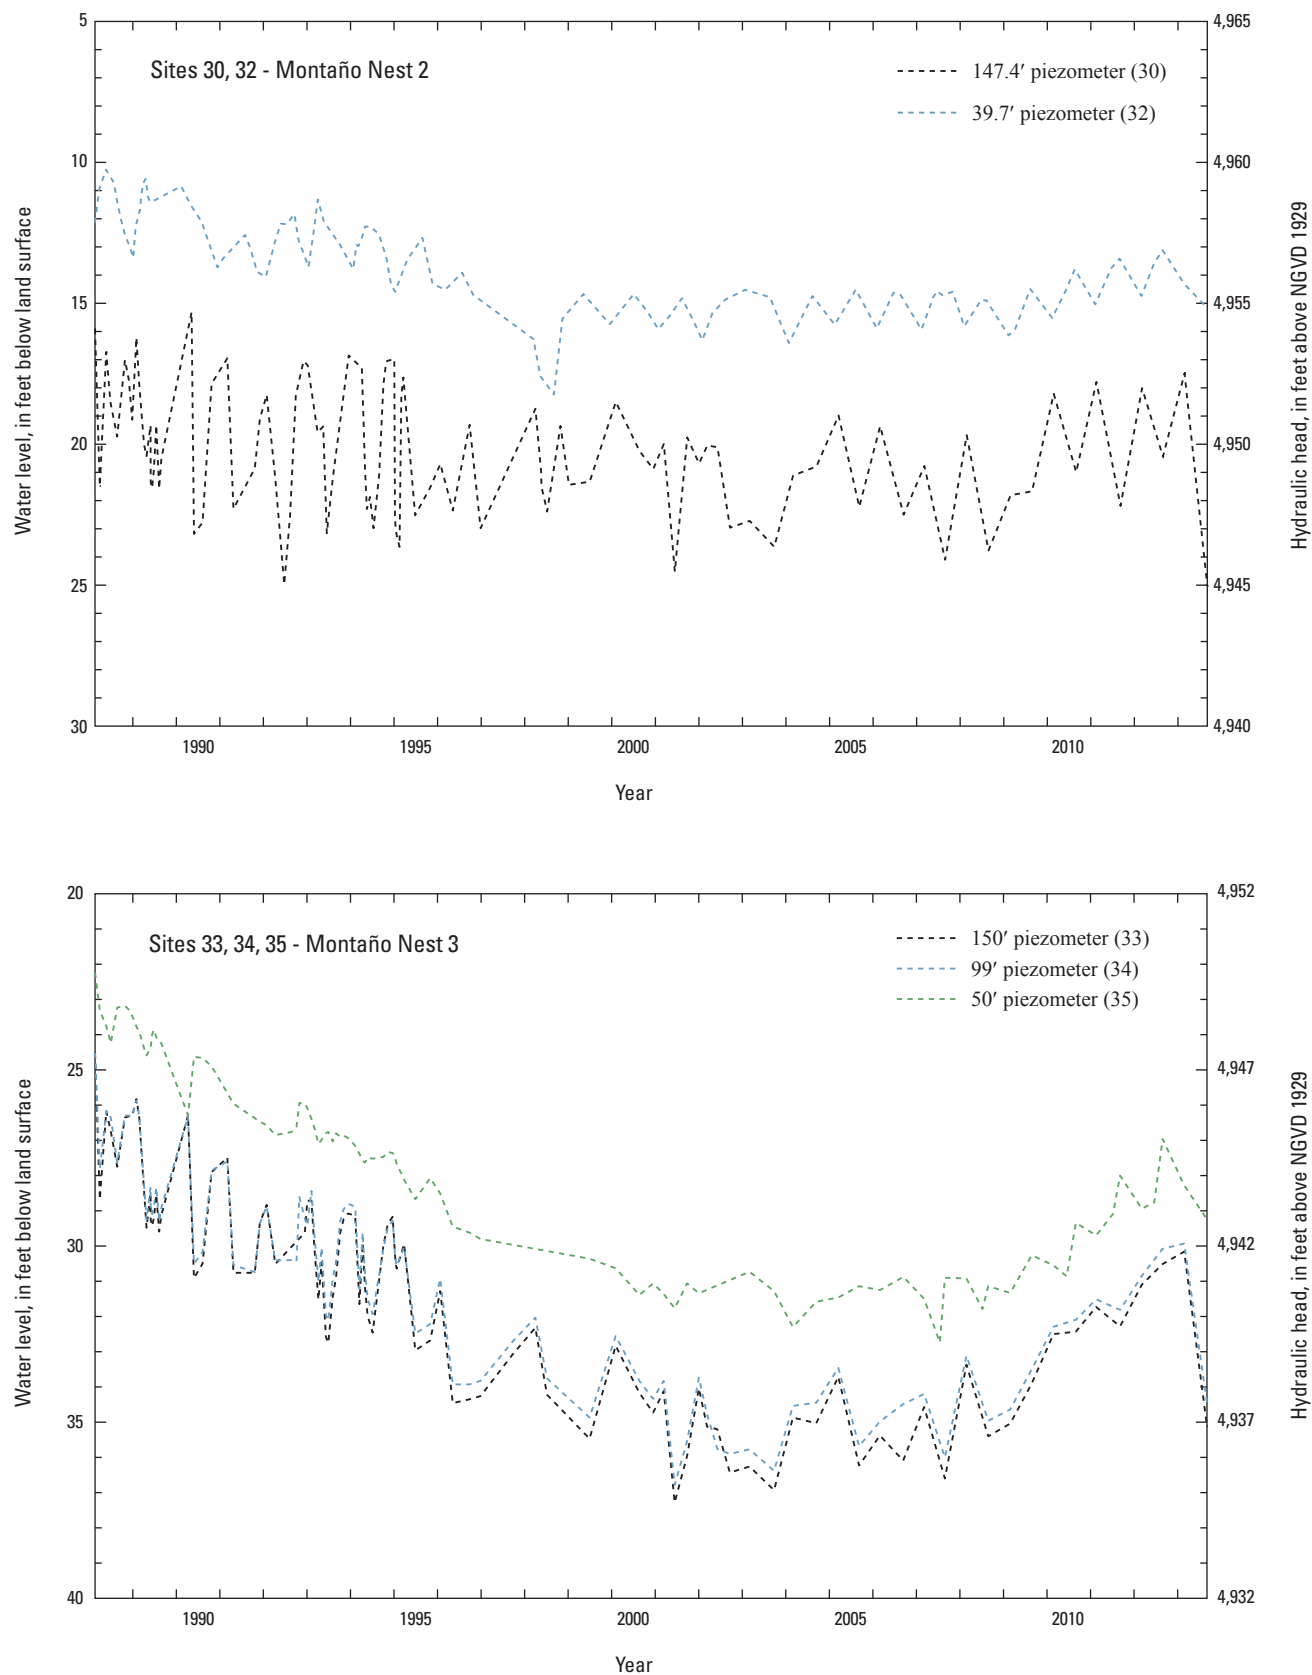 Sites 30, 32 - Montaño Nest 2
147.4′ piezometer (30)
39.7′ piezometer (32)
Water level, in feet below land surface
5
10
15
20
25
30
Hydraulic head, in feet above NGVD 1929
4,965
4,960
4,955
4,950
4,945
4,940
1990 1995 2000 2005 2010
Year
Sites 33, 34, 35 - Montaño Nest 3
150′ piezometer (33)
99′ piezometer (34)
50′ piezometer (35)
Water level, in feet below land surface
20
25
30
35
40
Hydraulic head, in feet above NGVD 1929
4,952
4,947
4,942
4,937
4,932
1990 1995 2000 2005 2010
Year